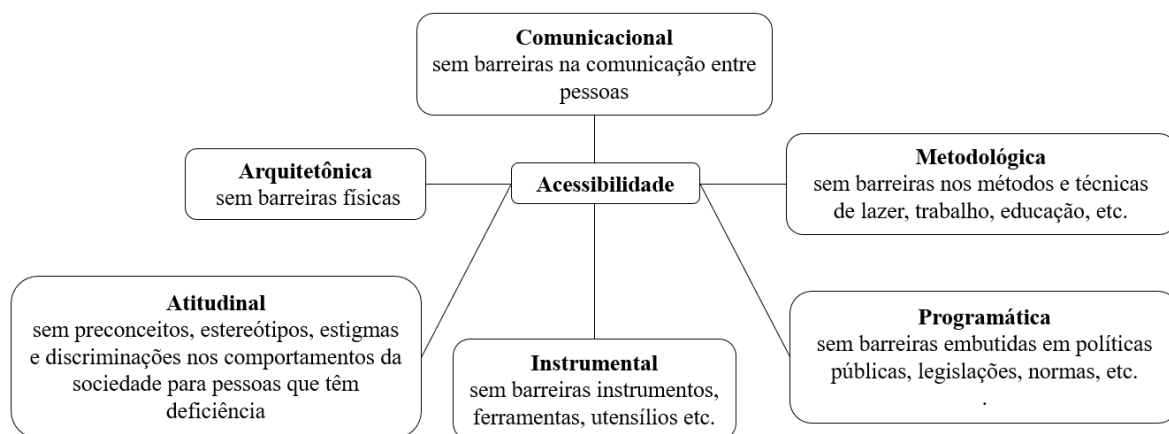 Comunicacional
sem barreiras na comunicação entre
pessoas
Arquitetônica
sem barreiras físicas
Acessibilidade
Metodológica
sem barreiras nos métodos e técnicas
de lazer, trabalho, educação, etc.
Atitudinal
sem preconceitos, estereótipos, estigmas
e discriminações nos comportamentos da
sociedade para pessoas que têm
deficiência
Instrumental
sem barreiras instrumentos,
ferramentas, utensílios etc.
Programática
sem barreiras embutidas em políticas
públicas, legislações, normas, etc.
.